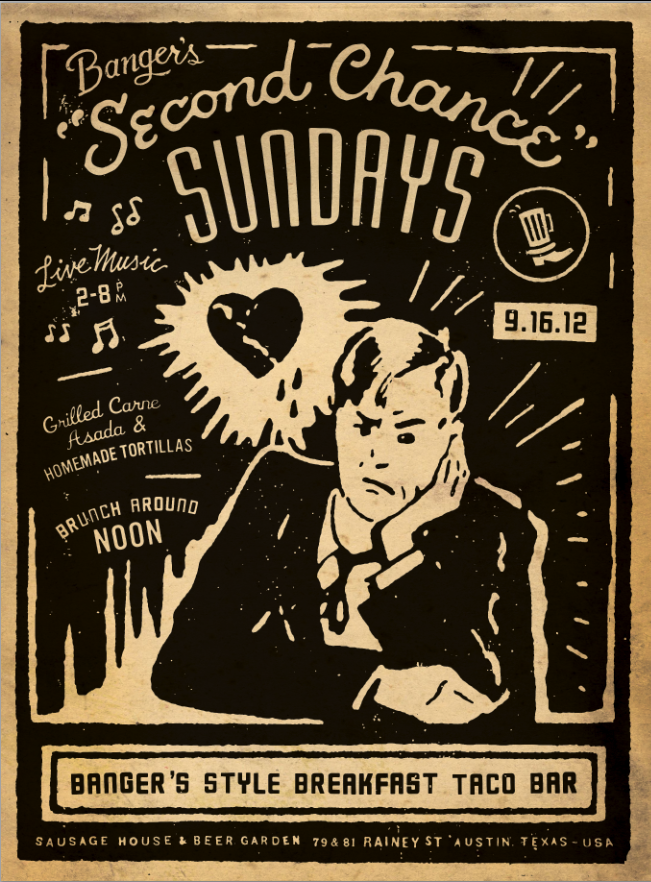 Banger's
"Second Chance"
SUNDAYS
Live Music
2-8 PM
9.16.12
Grilled Carne
Asada &
HOMEMADE TORTILLAS
BRUNCH AROUND
NOON
BANGER'S STYLE BREAKFAST TACO BAR
SAUSAGE HOUSE & BEER GARDEN 79 & 81 RAINEY ST AUSTIN, TEXAS - USA